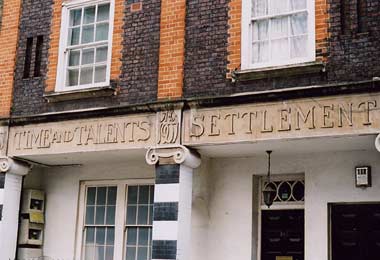 TIME AND TALENTS SETTLEMENT